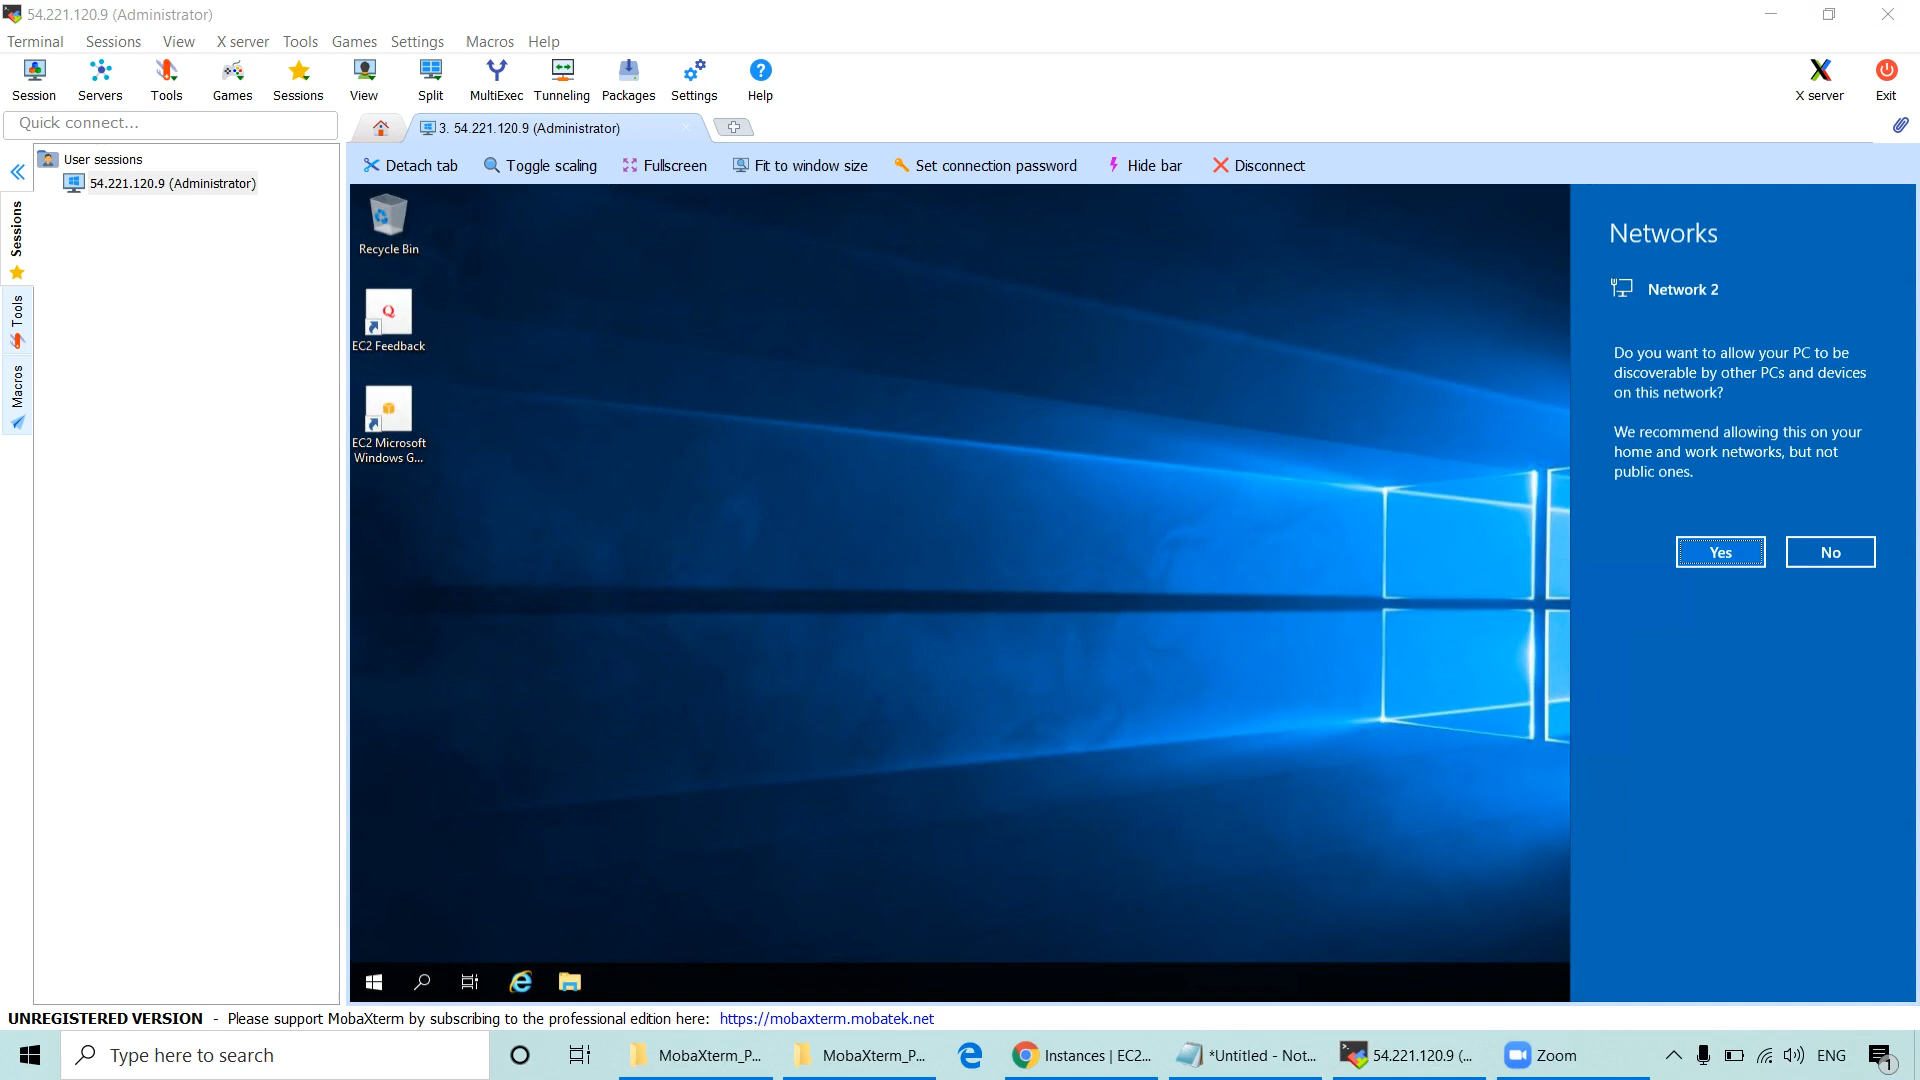 54.221.120.9 (Administrator)
Terminal Sessions View X server Tools Games Settings Macros Help
Session Servers Tools Games Sessions View Split MultiExec Tunneling Packages Settings Help X server Exit
Quick connect...
3. 54.221.120.9 (Administrator)
Detach tab Toggle scaling Fullscreen Fit to window size Set connection password Hide bar Disconnect
User sessions
54.221.120.9 (Administrator)
Sessions
Tools
Macros
Recycle Bin
EC2 Feedback
EC2 Microsoft
Windows G...
Networks
Network 2
Do you want to allow your PC to be
discoverable by other PCs and devices
on this network?
We recommend allowing this on your
home and work networks, but not
public ones.
Yes No
UNREGISTERED VERSION - Please support MobaXterm by subscribing to the professional edition here: https://mobaxterm.mobatek.net
Type here to search
MobaXterm_P...
MobaXterm_P...
Instances | EC2...
*Untitled - Not...
54.221.120.9 (...
Zoom
ENG
1